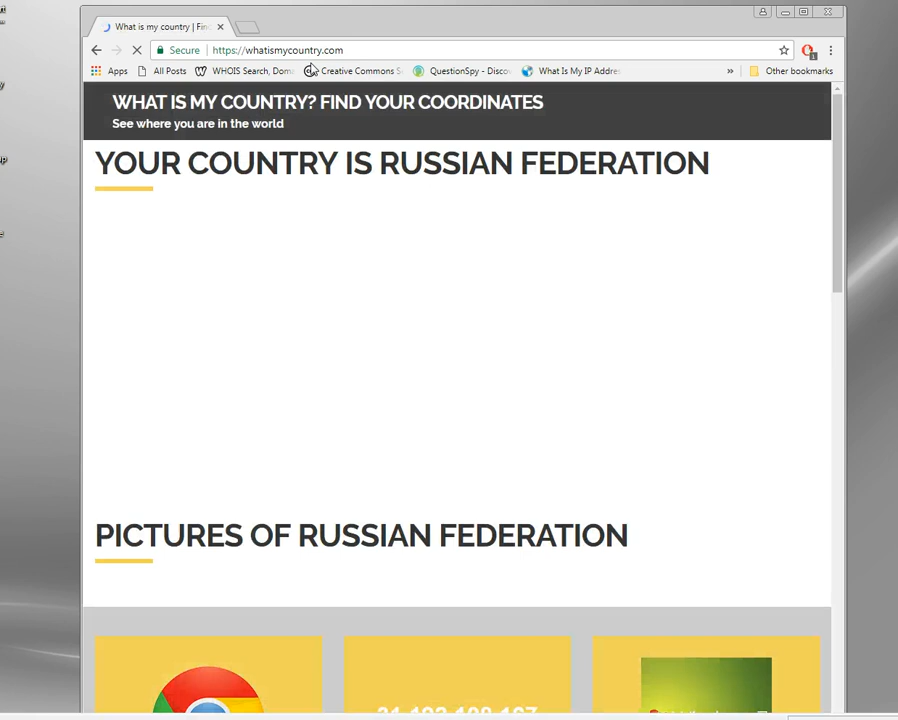 What is my country | Fin
Secure https://whatismycountry.com
Apps All Posts WHOIS Search, Doma Creative Commons S QuestionSpy - Discov What Is My IP Addre » Other bookmarks
WHAT IS MY COUNTRY? FIND YOUR COORDINATES
See where you are in the world
YOUR COUNTRY IS RUSSIAN FEDERATION
PICTURES OF RUSSIAN FEDERATION